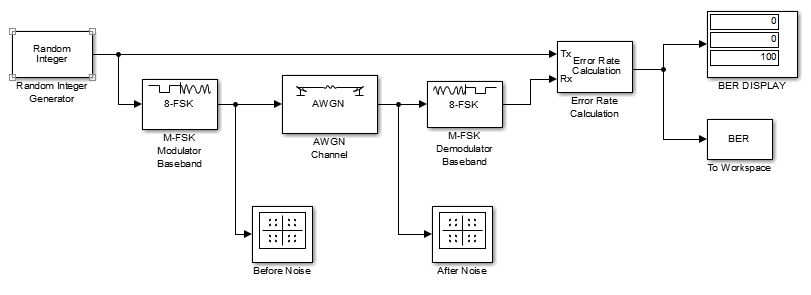 Random
Integer
Random Integer
Generator
8-FSK
M-FSK
Modulator
Baseband
AWGN
AWGN
Channel
8-FSK
M-FSK
Demodulator
Baseband
Tx
Rx
Error Rate
Calculation
Error Rate
Calculation
0
0
100
BER DISPLAY
BER
To Workspace
Before Noise
After Noise